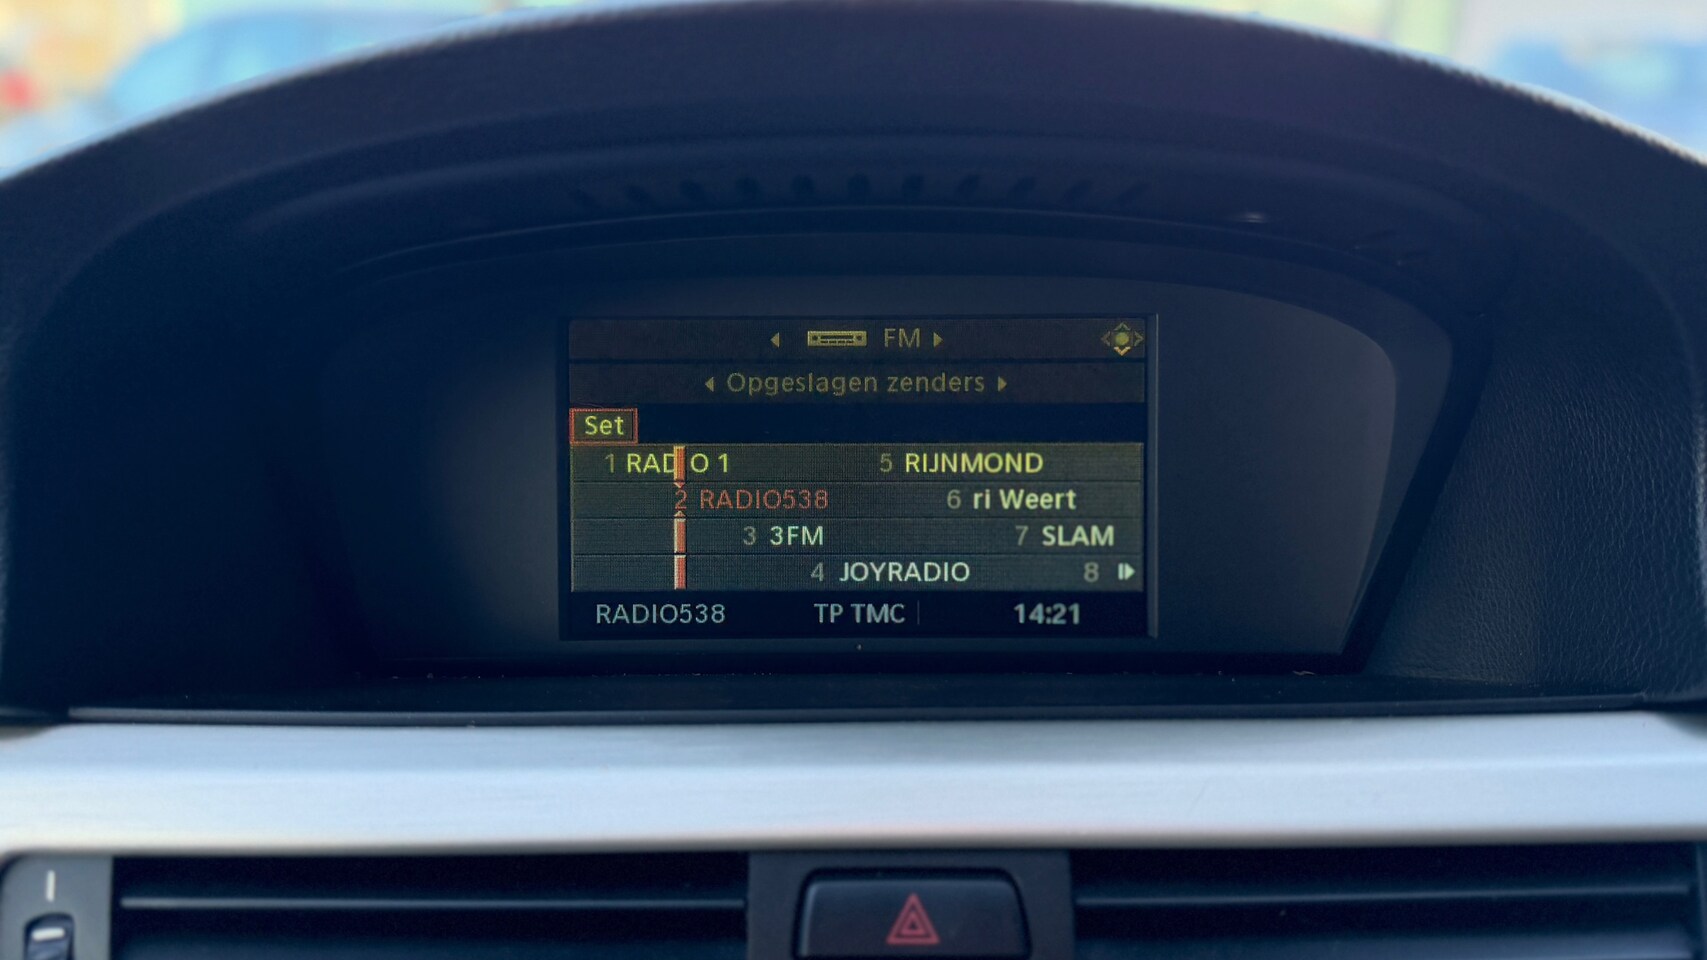 FM
Opgeslagen zenders
Set
1 RADIO 1 5 RIJNMOND
2 RADIO538 6 ri Weert
3 3FM 7 SLAM
4 JOYRADIO 8
RADIO538 TP TMC 14:21